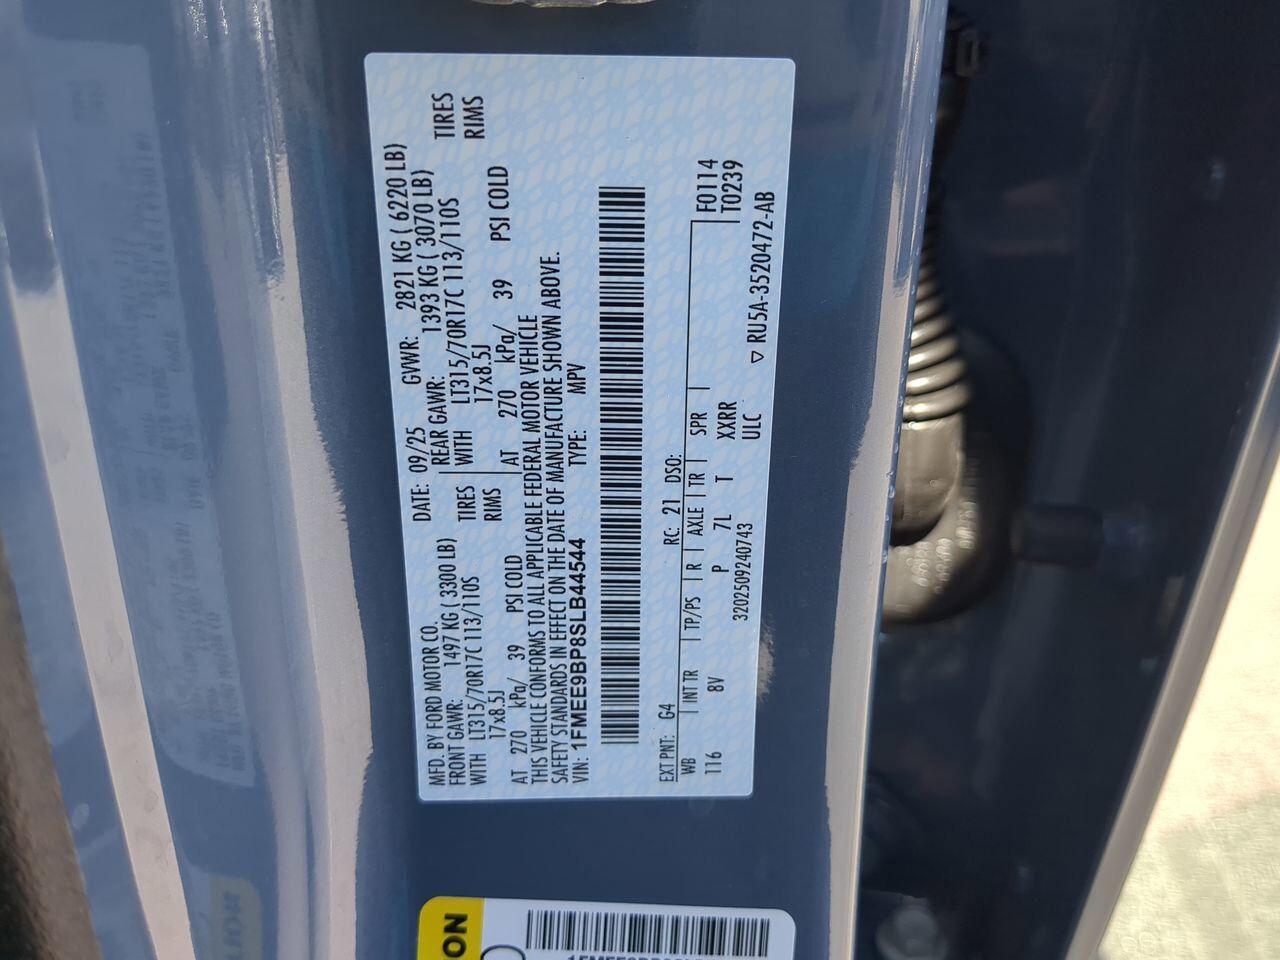 MFD. BY FORD MOTOR CO.
DATE: 09/25 GVWR: 2821 KG ( 6220 LB)
FRONT GAWR: 1497 KG ( 3300 LB)
REAR GAWR: 1393 KG ( 3070 LB)
WITH LT315/70R17C 113/110S TIRES
WITH LT315/70R17C 113/110S TIRES
17x8.5J RIMS
17x8.5J RIMS
AT 270 kPa/ 39 PSI COLD
AT 270 kPa/ 39 PSI COLD
THIS VEHICLE CONFORMS TO ALL APPLICABLE FEDERAL MOTOR VEHICLE
SAFETY STANDARDS IN EFFECT ON THE DATE OF MANUFACTURE SHOWN ABOVE.
VIN: 1FMEE9BP8SLB44544 TYPE: MPV
EXT PNT: G4 RC: 21 DSO:
WB INT TR TP/PS R AXLE TR SPR F0114
116 8V P 7L T XXRR T0239
3202509240743 ULC
▽ RU5A-3520472-AB
ON